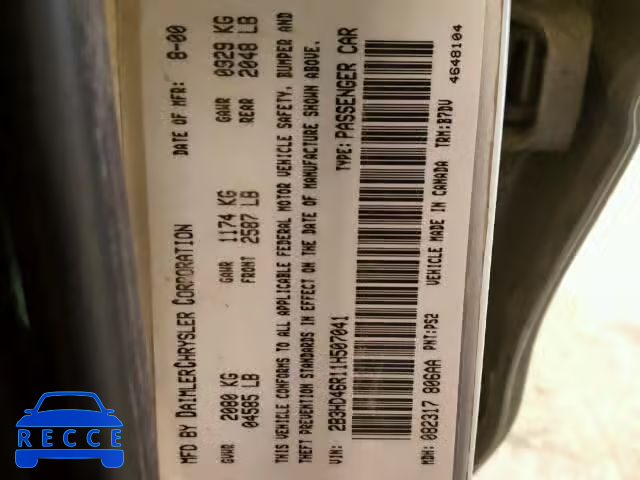 MFD BY DAIMLERCHRYSLER CORPORATION DATE OF MFR: 8-00
GVWR 2080 KG 04585 LB GAWR FRONT 1174 KG 2587 LB GAWR REAR 0929 KG 2048 LB
THIS VEHICLE CONFORMS TO ALL APPLICABLE FEDERAL MOTOR VEHICLE SAFETY, BUMPER AND
THEFT PREVENTION STANDARDS IN EFFECT ON THE DATE OF MANUFACTURE SHOWN ABOVE.
VIN: 2B3HD46R11H507041 TYPE: PASSENGER CAR
MDH: 082317 806AA PNT: PS2 VEHICLE MADE IN CANADA TRM: B7DV
4648104
AUTO
RECCE